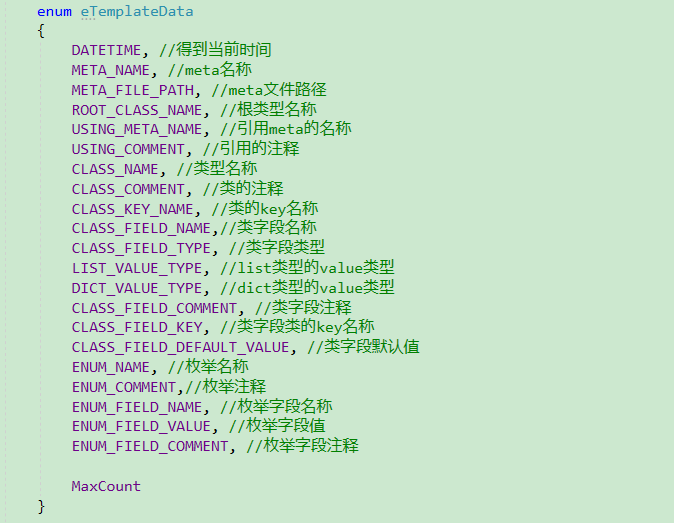 enum eTemplateData
{
DATETIME, //得到当前时间
META_NAME, //meta名称
META_FILE_PATH, //meta文件路径
ROOT_CLASS_NAME, //根类型名称
USING_META_NAME, //引用meta的名称
USING_COMMENT, //引用的注释
CLASS_NAME, //类型名称
CLASS_COMMENT, //类的注释
CLASS_KEY_NAME, //类的key名称
CLASS_FIELD_NAME,//类字段名称
CLASS_FIELD_TYPE, //类字段类型
LIST_VALUE_TYPE, //list类型的value类型
DICT_VALUE_TYPE, //dict类型的value类型
CLASS_FIELD_COMMENT, //类字段注释
CLASS_FIELD_KEY, //类字段类的key名称
CLASS_FIELD_DEFAULT_VALUE, //类字段默认值
ENUM_NAME, //枚举名称
ENUM_COMMENT,//枚举注释
ENUM_FIELD_NAME, //枚举字段名称
ENUM_FIELD_VALUE, //枚举字段值
ENUM_FIELD_COMMENT, //枚举字段注释
MaxCount
}